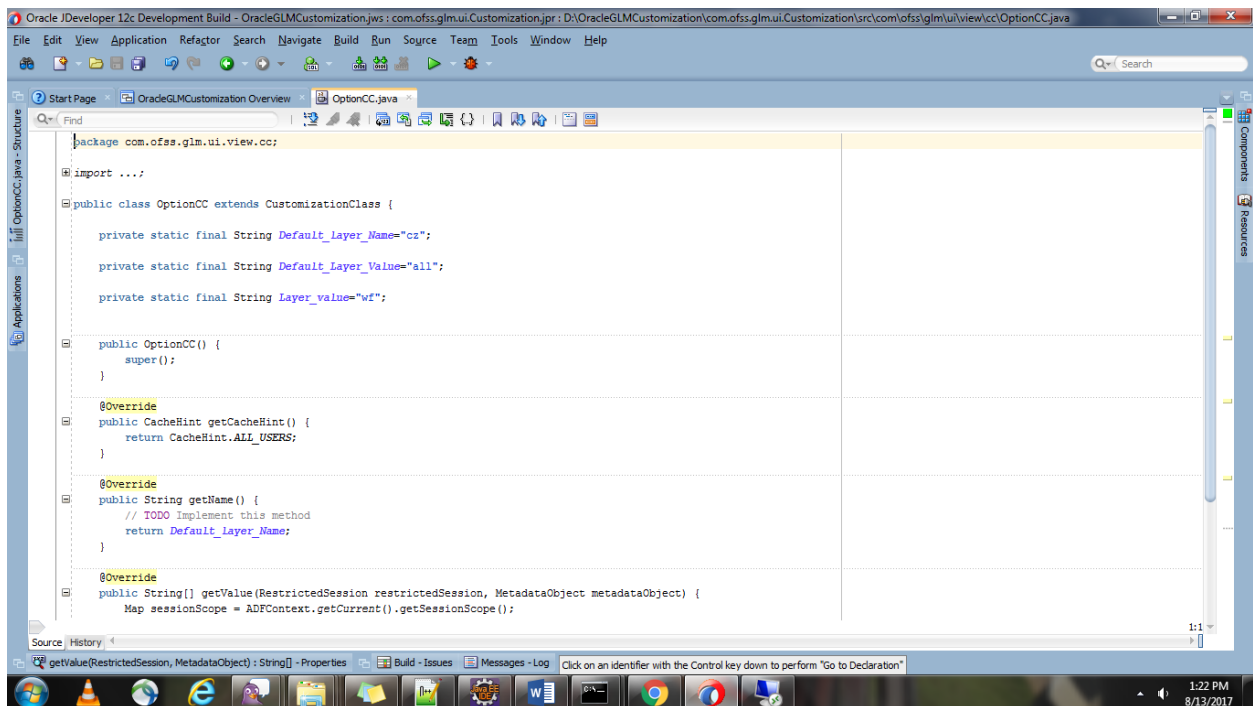 Oracle JDeveloper 12c Development Build - OracleGLMCustomization.jws : com.ofss.glm.ui.Customization.jpr : D:\OracleGLMCustomization\com.ofss.glm.ui.Customization\src\com\ofss\glm\ui\view\cc\OptionCC.java
File Edit View Application Refactor Search Navigate Build Run Source Team Tools Window Help
Search
Start Page OracleGLMCustomization Overview OptionCC.java
Find
package com.ofss.glm.ui.view.cc;
import ...;
public class OptionCC extends CustomizationClass {
private static final String Default_Layer_Name="cz";
private static final String Default_Layer_Value="all";
private static final String Layer_value="wf";
public OptionCC() {
super();
}
@Override
public CacheHint getCacheHint() {
return CacheHint.ALL_USERS;
}
@Override
public String getName() {
// TODO Implement this method
return Default_Layer_Name;
}
@Override
public String[] getValue(RestrictedSession restrictedSession, MetadataObject metadataObject) {
Map sessionScope = ADFContext.getCurrent().getSessionScope();
OptionCC.java - Structure
Applications
Components
Resources
1:1
Source History
getValue(RestrictedSession, MetadataObject) : String[] - Properties Build - Issues Messages - Log Click on an identifier with the Control key down to perform "Go to Declaration"
1:22 PM
8/13/2017